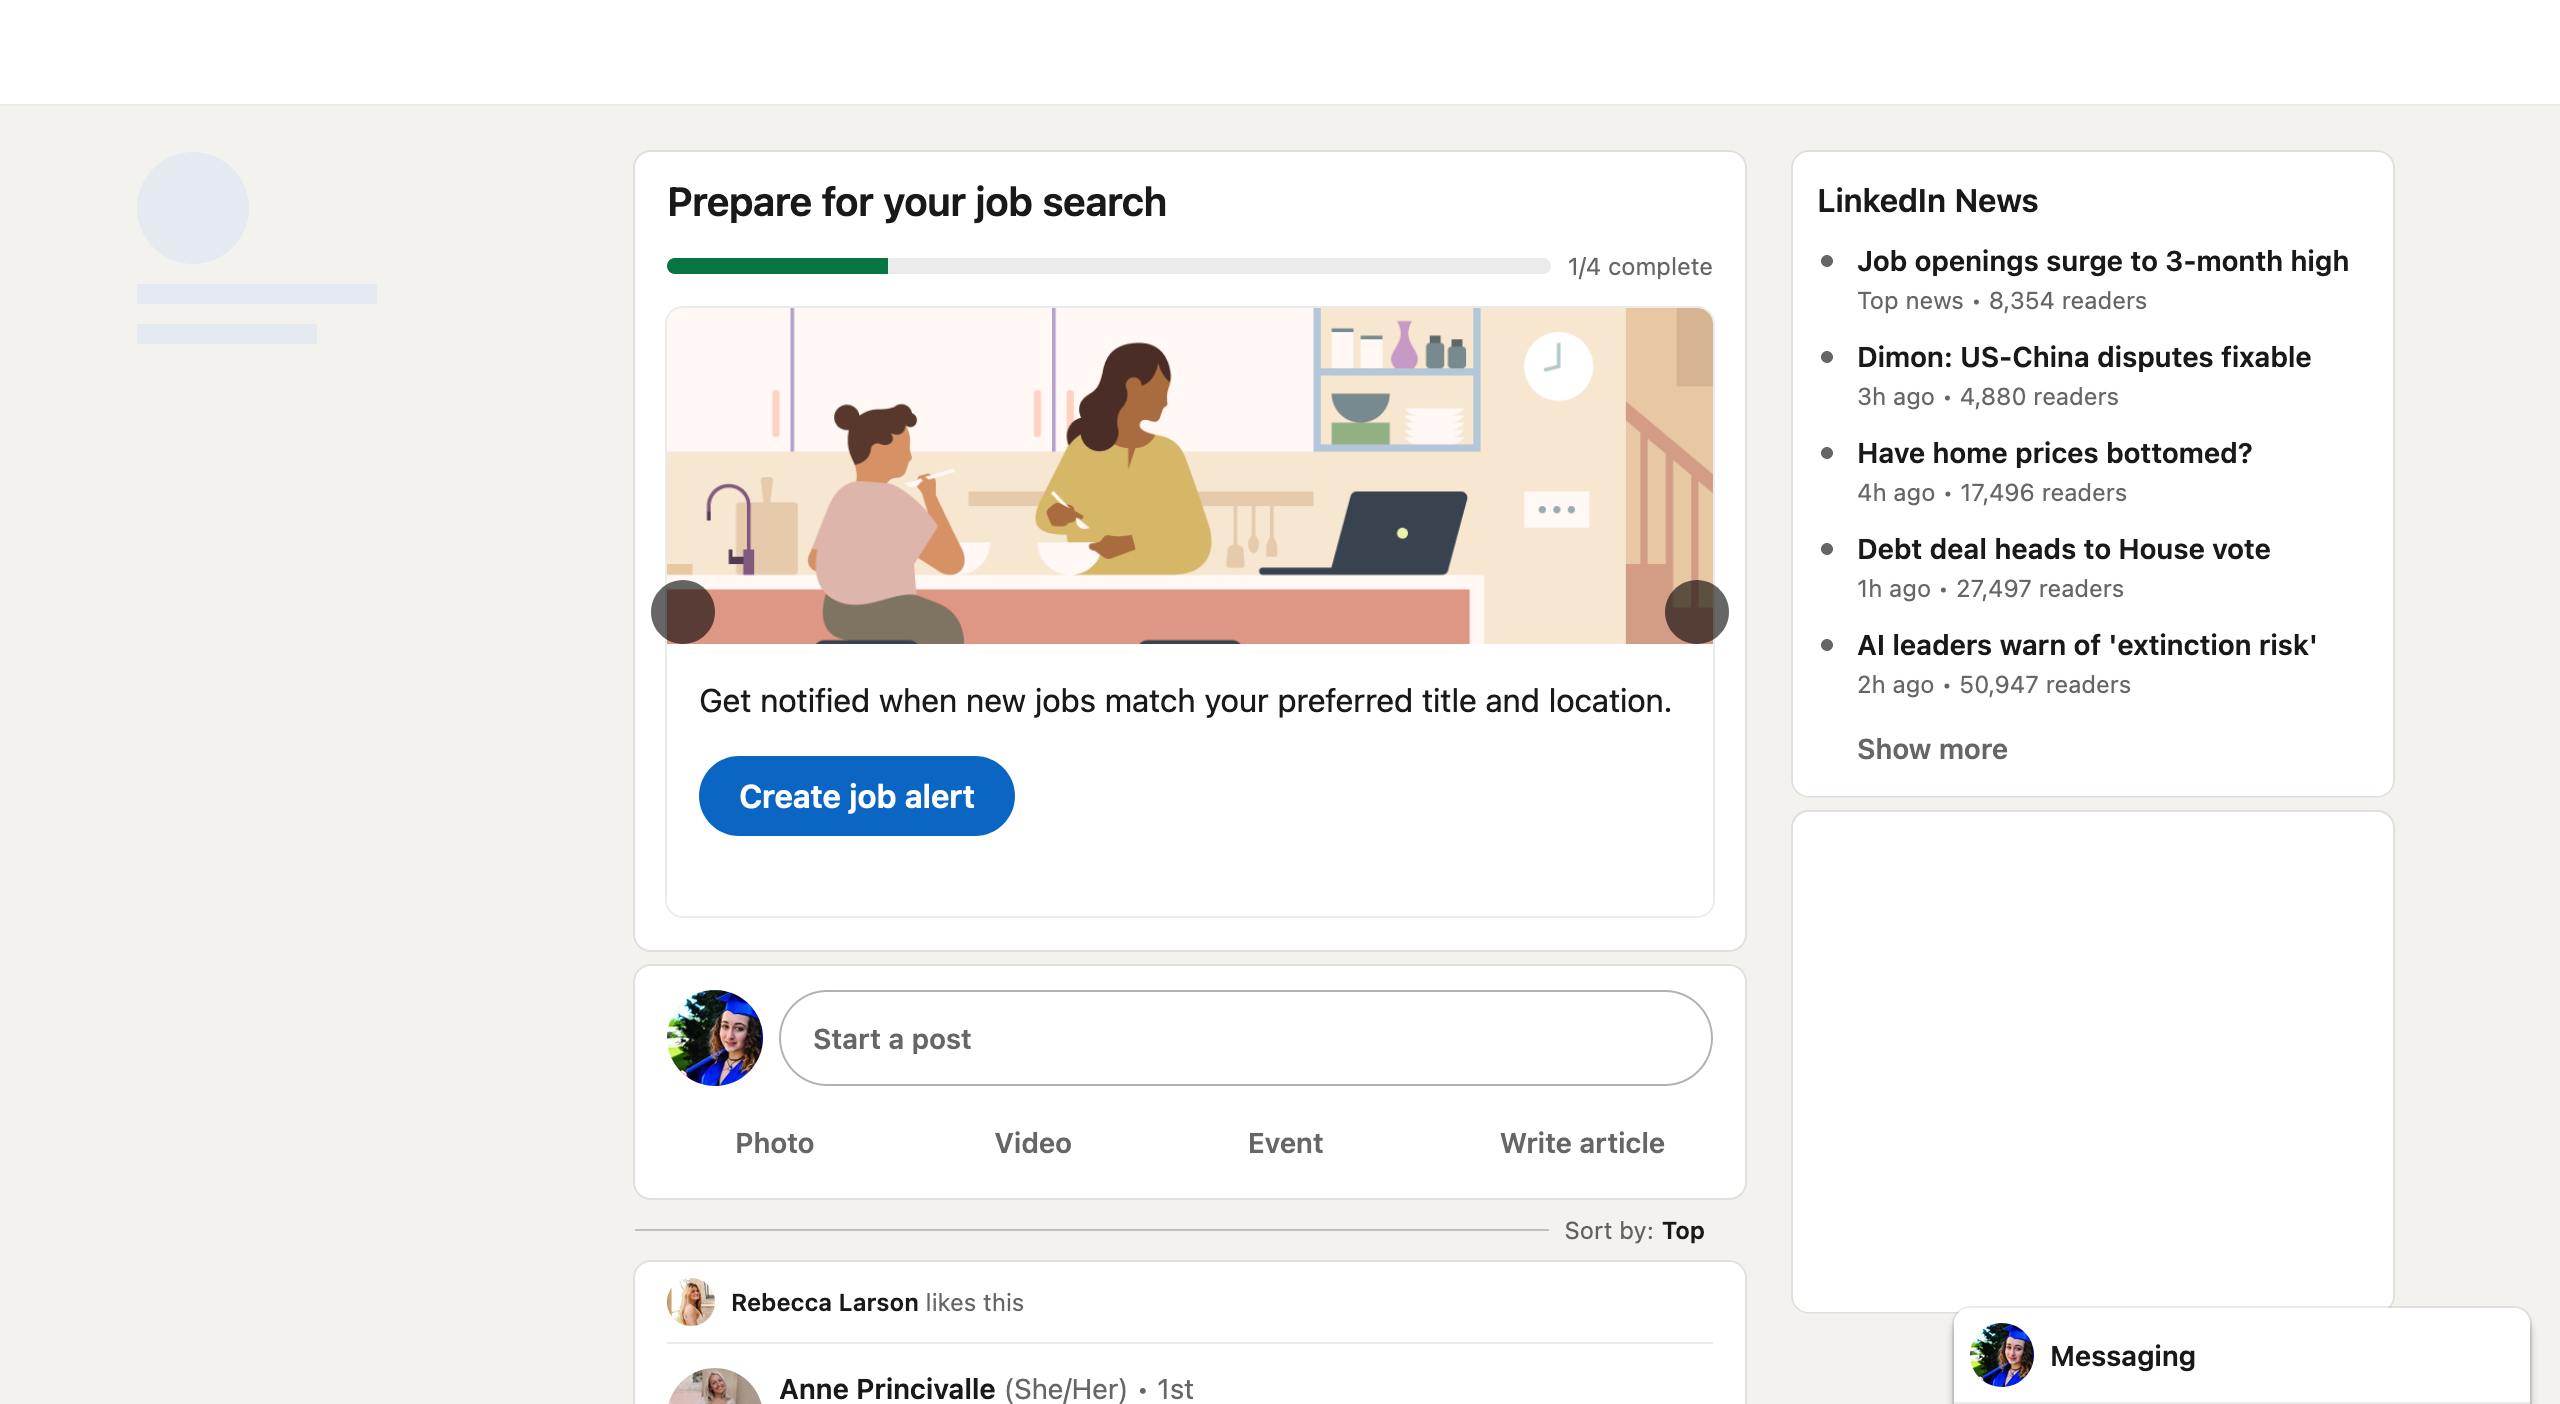 Prepare for your job search
1/4 complete
Get notified when new jobs match your preferred title and location.
Create job alert
Start a post
Photo
Video
Event
Write article
Sort by: Top
Rebecca Larson likes this
Anne Princivalle (She/Her) • 1st
LinkedIn News
Job openings surge to 3-month high
Top news • 8,354 readers
Dimon: US-China disputes fixable
3h ago • 4,880 readers
Have home prices bottomed?
4h ago • 17,496 readers
Debt deal heads to House vote
1h ago • 27,497 readers
AI leaders warn of 'extinction risk'
2h ago • 50,947 readers
Show more
Messaging